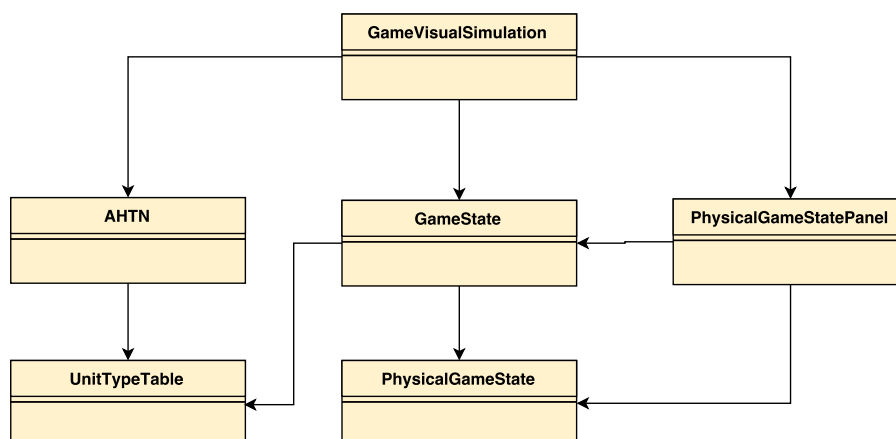 GameVisualSimulation
AHTN
GameState
PhysicalGameStatePanel
UnitTypeTable
PhysicalGameState